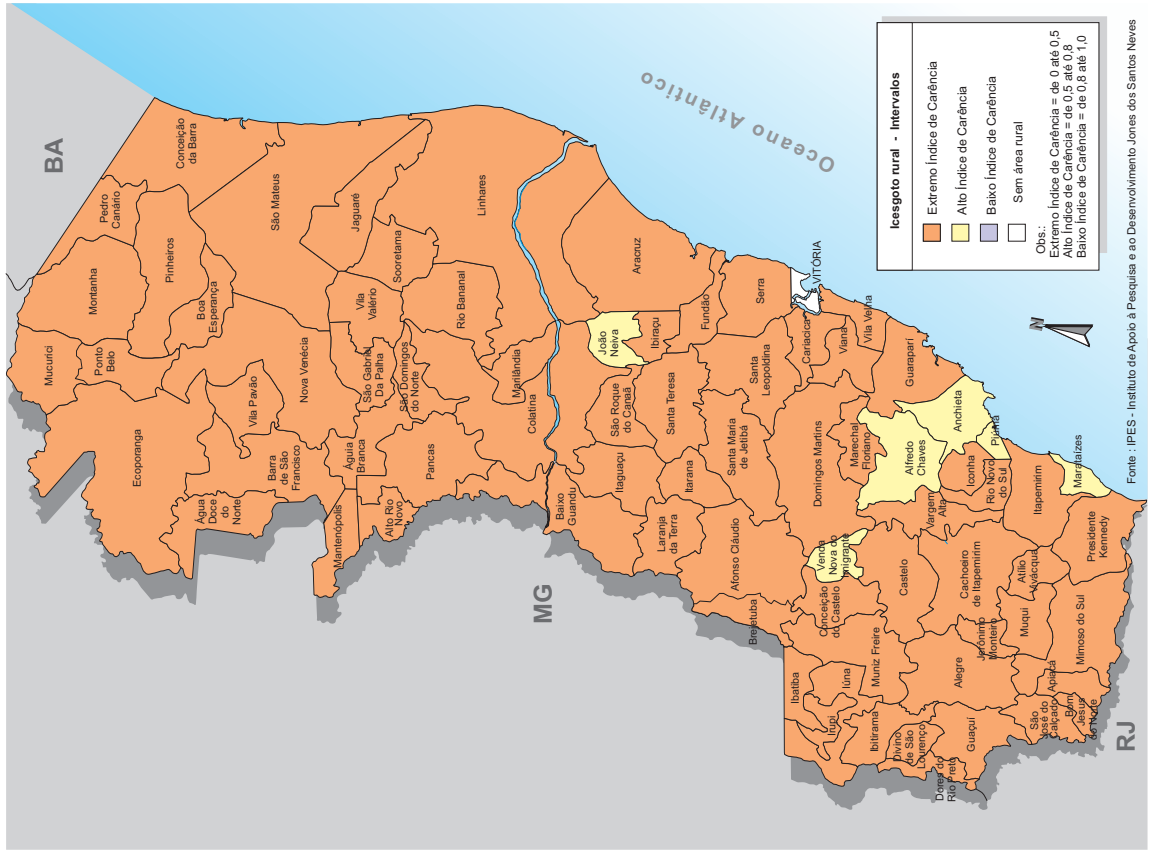 BA
MG
RJ
Oceano Atlântico
Mucurici
Montanha
Pedro
Canário
Conceição
da Barra
Ponto
Belo
Pinheiros
Boa
Esperança
Ecoporanga
Vila Pavão
Nova Venécia
São Mateus
Jaguaré
Água
Doce
do
Norte
Barra
de São
Francisco
Vila
Valério
Sooretama
Linhares
Mantenópolis
Águia
Branca
São Gabriel
Da Palha
São Domingos
do Norte
Rio Bananal
Alto Rio
Novo
Pancas
Marilândia
Colatina
Baixo
Guandu
João
Neiva
Aracruz
Itaguaçu
São Roque
do Canaã
Ibiraçu
Laranja
da Terra
Itarana
Santa Teresa
Fundão
Afonso Cláudio
Santa Maria
de Jetibá
Santa
Leopoldina
Serra
Brejetuba
VITÓRIA
Cariacica
Domingos Martins
Viana
Vila Velha
Venda
Nova do
Imigrante
Conceição
do Castelo
Marechal
Floriano
Guarapari
Ibatiba
Iúna
Irupi
Muniz Freire
Castelo
Alfredo
Chaves
Anchieta
Ibitirama
Vargem
Alta
Piúma
Iconha
Rio Novo
do Sul
Divino
de São
Lourenço
Alegre
Cachoeiro
de Itapemirim
Itapemirim
Dores do
Rio Preto
Guaçuí
Jerônimo
Monteiro
Atílio
Vivácqua
Marataízes
Muqui
São
José do
Calçado
Apiacá
Mimoso do Sul
Presidente
Kennedy
Bom
Jesus
do Norte
N
Icesgoto rural - Intervalos
Extremo Índice de Carência
Alto Índice de Carência
Baixo Índice de Carência
Sem área rural
Obs.:
Extremo Índice de Carência = de 0 até 0,5
Alto Índice de Carência = de 0,5 até 0,8
Baixo Índice de Carência = de 0,8 até 1,0
Fonte : IPES - Instituto de Apoio à Pesquisa e ao Desenvolvimento Jones dos Santos Neves